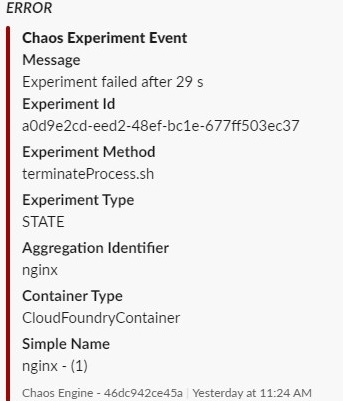 ERROR
Chaos Experiment Event
Message
Experiment failed after 29 s
Experiment Id
a0d9e2cd-eed2-48ef-bc1e-677ff503ec37
Experiment Method
terminateProcess.sh
Experiment Type
STATE
Aggregation Identifier
nginx
Container Type
CloudFoundryContainer
Simple Name
nginx - (1)
Chaos Engine - 46dc942ce45a | Yesterday at 11:24 AM